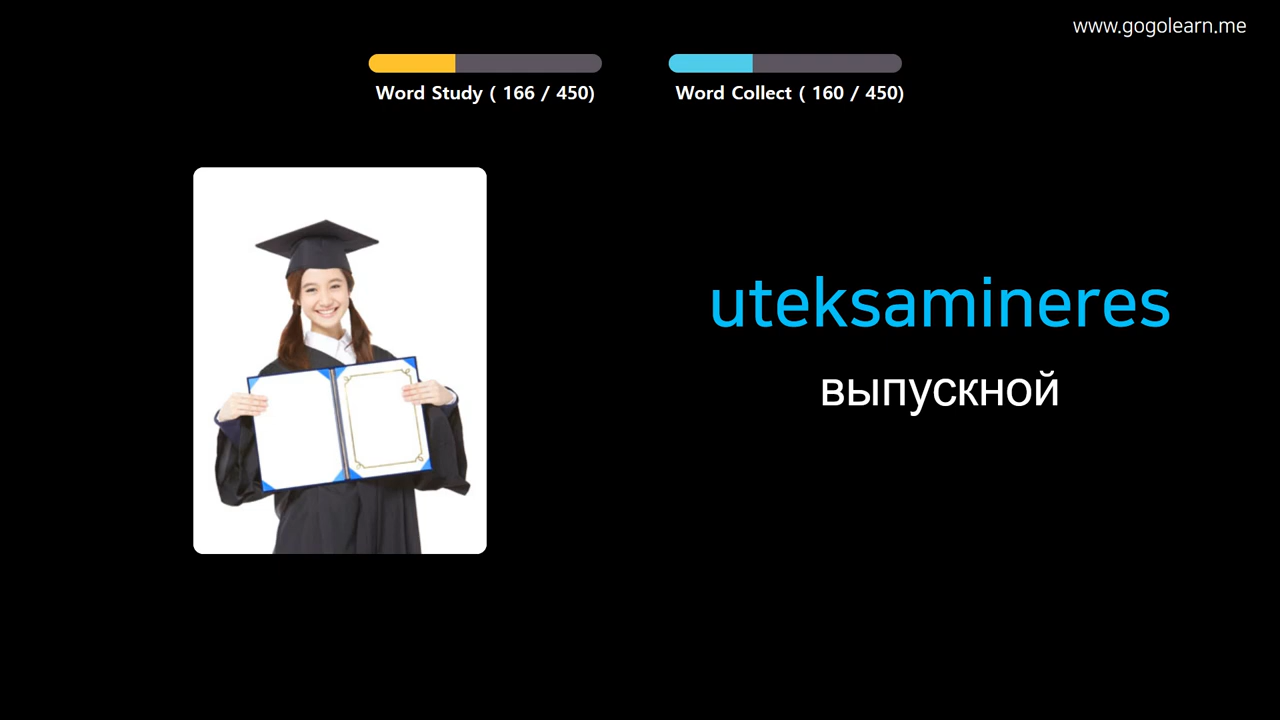 www.gogolearn.me
Word Study ( 166 / 450)
Word Collect ( 160 / 450)
uteksamineres
выпускной